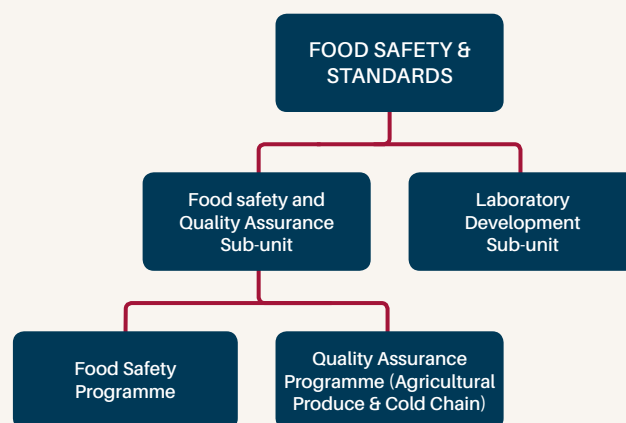 FOOD SAFETY &
STANDARDS
Food safety and
Quality Assurance
Sub-unit
Laboratory
Development
Sub-unit
Food Safety
Programme
Quality Assurance
Programme (Agricultural
Produce & Cold Chain)